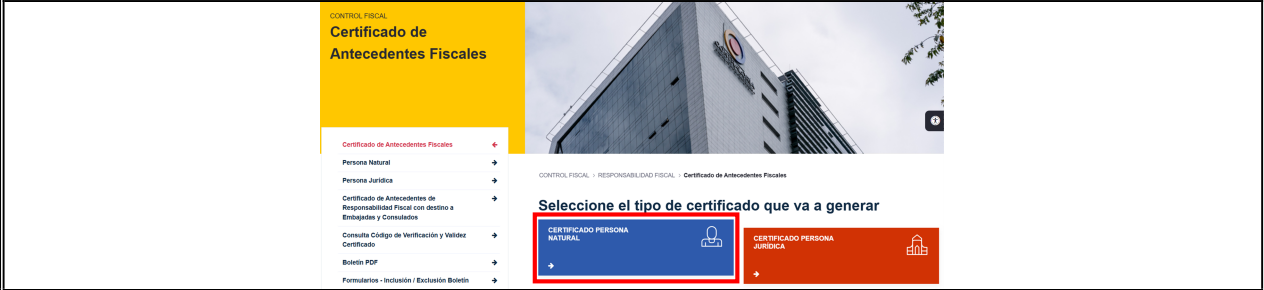 CONTROL FISCAL
Certificado de
Antecedentes Fiscales
Certificado de Antecedentes Fiscales
Persona Natural
Persona Jurídica
Certificado de Antecedentes de
Responsabilidad Fiscal con destino a
Embajadas y Consulados
Consulta Código de Verificación y Validez
Certificado
Boletín PDF
Formularios - Inclusión / Exclusión Boletín
CONTROL FISCAL > RESPONSABILIDAD FISCAL > Certificado de Antecedentes Fiscales
Seleccione el tipo de certificado que va a generar
CERTIFICADO PERSONA
NATURAL
CERTIFICADO PERSONA
JURÍDICA